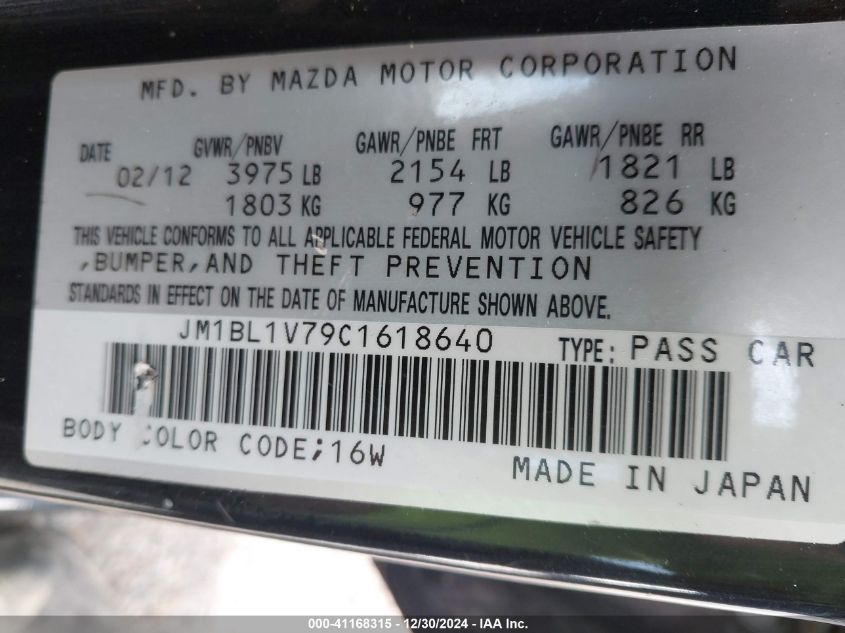 MFD. BY MAZDA MOTOR CORPORATION
DATE GVWR/PNBV GAWR/PNBE FRT GAWR/PNBE RR
02/12 3975 LB 2154 LB 1821 LB
1803 KG 977 KG 826 KG
THIS VEHICLE CONFORMS TO ALL APPLICABLE FEDERAL MOTOR VEHICLE SAFETY
,BUMPER,AND THEFT PREVENTION
STANDARDS IN EFFECT ON THE DATE OF MANUFACTURE SHOWN ABOVE.
JM1BL1V79C1618640 TYPE: PASS CAR
BODY COLOR CODE;16W
MADE IN JAPAN
000-41168315 - 12/30/2024 - IAA Inc.